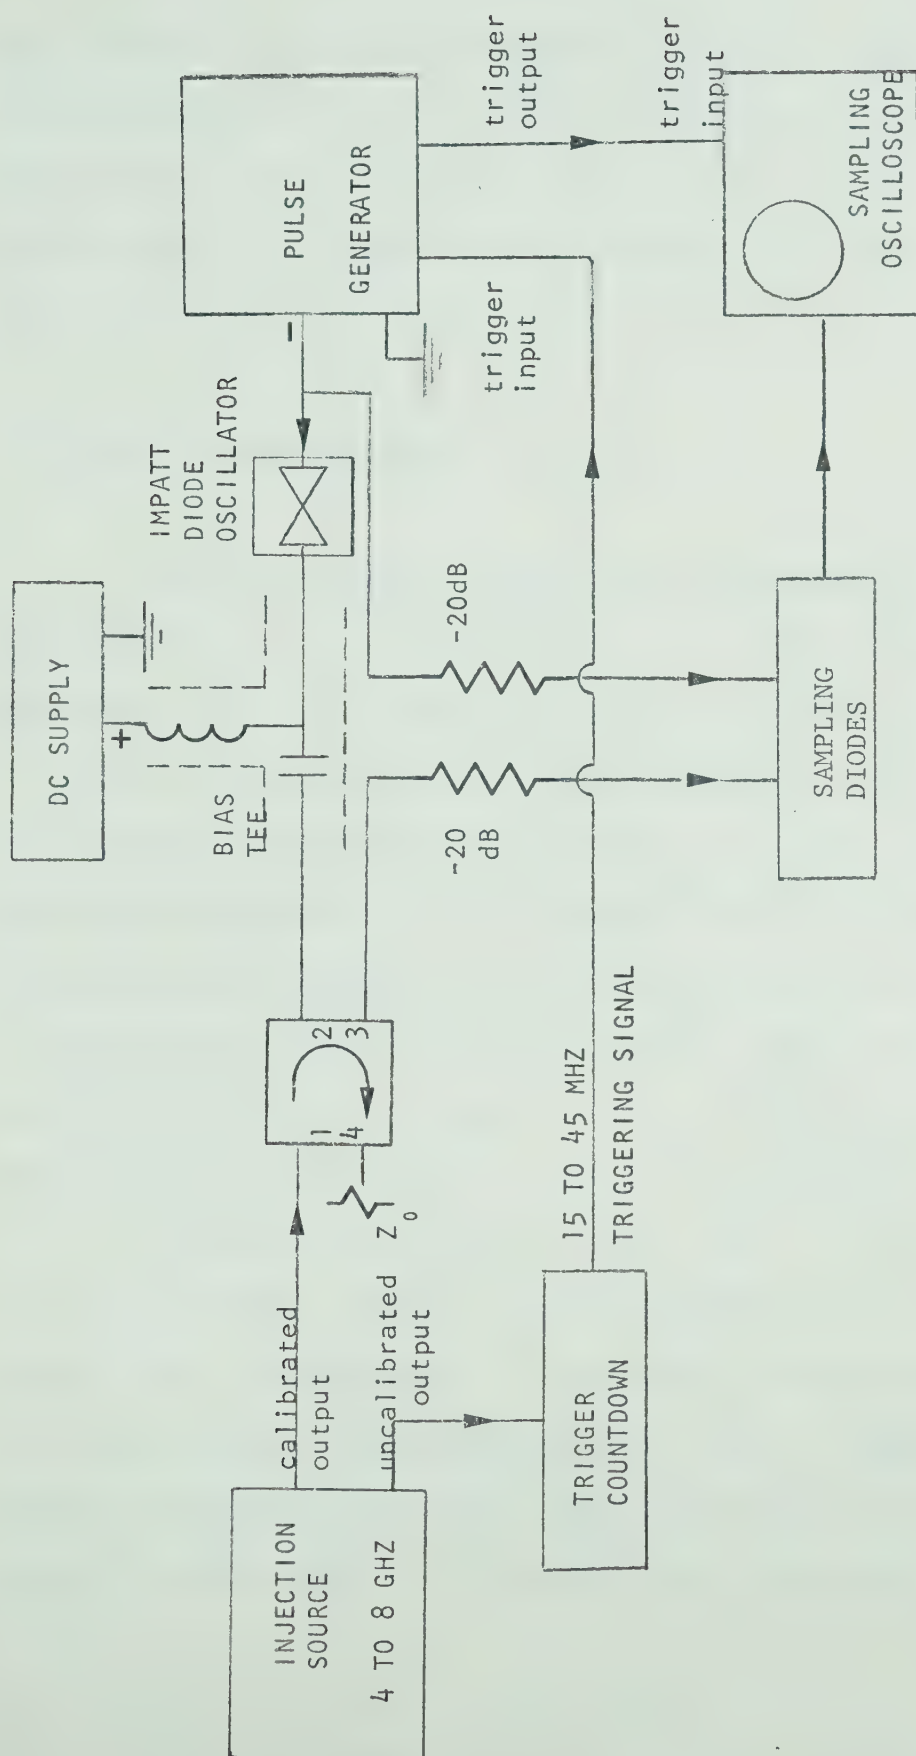 DC SUPPLY
+
BIAS
TEE
IMPATT
DIODE
OSCILLATOR
-
PULSE
GENERATOR
INJECTION
SOURCE
4 TO 8 GHZ
calibrated
output
uncalibrated
output
1
2
4
3
Z0
-20
dB
-20dB
trigger
input
trigger
output
TRIGGER
COUNTDOWN
15 TO 45 MHZ
TRIGGERING SIGNAL
SAMPLING
DIODES
trigger
input
SAMPLING
OSCILLOSCOPE